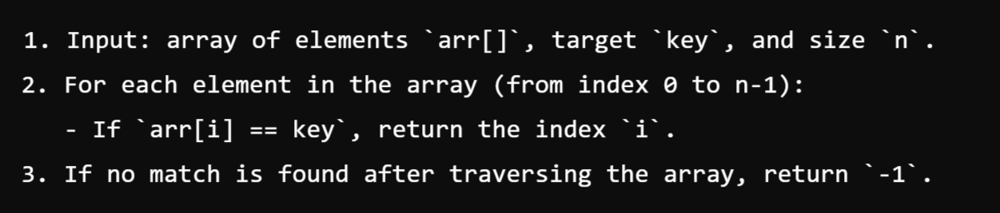 1. Input: array of elements `arr[]`, target `key`, and size `n`.
2. For each element in the array (from index 0 to n-1):
- If `arr[i] == key`, return the index `i`.
3. If no match is found after traversing the array, return `-1`.